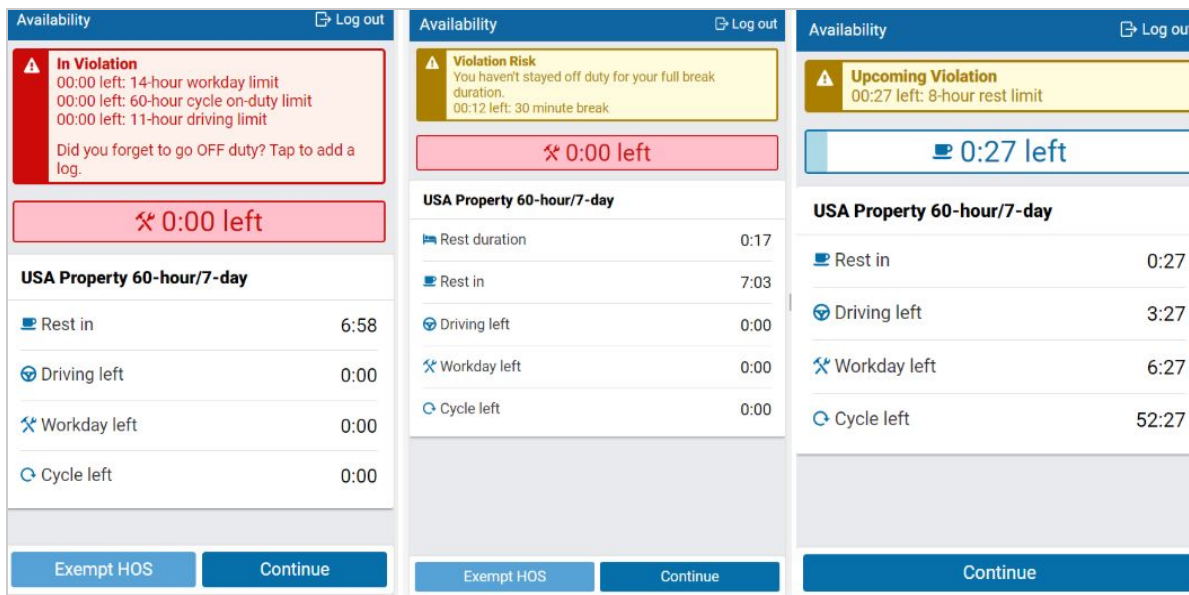 Availability
Log out
In Violation
00:00 left: 14-hour workday limit
00:00 left: 60-hour cycle on-duty limit
00:00 left: 11-hour driving limit
Did you forget to go OFF duty? Tap to add a
log.
0:00 left
USA Property 60-hour/7-day
Rest in 6:58
Driving left 0:00
Workday left 0:00
Cycle left 0:00
Exempt HOS
Continue
Availability
Log out
Violation Risk
You haven't stayed off duty for your full break
duration.
00:12 left: 30 minute break
0:00 left
USA Property 60-hour/7-day
Rest duration 0:17
Rest in 7:03
Driving left 0:00
Workday left 0:00
Cycle left 0:00
Exempt HOS
Continue
Availability
Log out
Upcoming Violation
00:27 left: 8-hour rest limit
0:27 left
USA Property 60-hour/7-day
Rest in 0:27
Driving left 3:27
Workday left 6:27
Cycle left 52:27
Continue